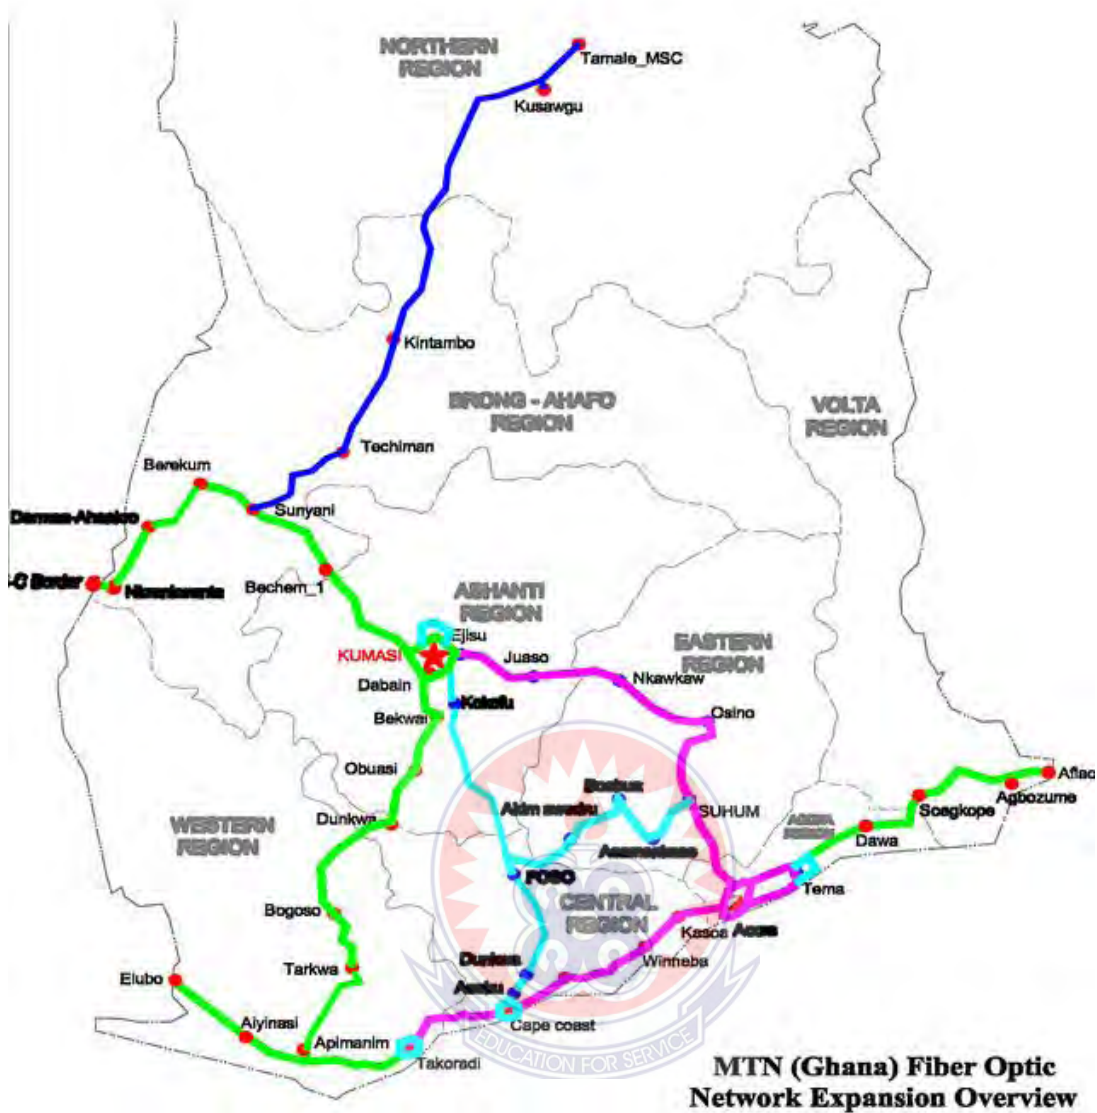 NORTHERN
REGION
Tamale_MSC
Kusawgu
Kintambo
BRONG - AHAFO
REGION
VOLTA
REGION
Techiman
Berekum
Sunyani
-C Border
Bechem_1
ASHANTI
REGION
Ejisu
KUMASI
Juaso
EASTERN
REGION
Dabain
Nkawkaw
Kokofu
Bekwai
Osino
Obuasi
Aflao
Agbozume
Sogakope
SUHUM
Dunkwa
WESTERN
REGION
REGION
Dawa
FOSO
Tema
CENTRAL
REGION
Bogoso
Kasoa
Accra
Winneba
Tarkwa
Elubo
Aiyinasi
Apimanim
Cape coast
Takoradi
EDUCATION FOR SERVICE
MTN (Ghana) Fiber Optic
Network Expansion Overview